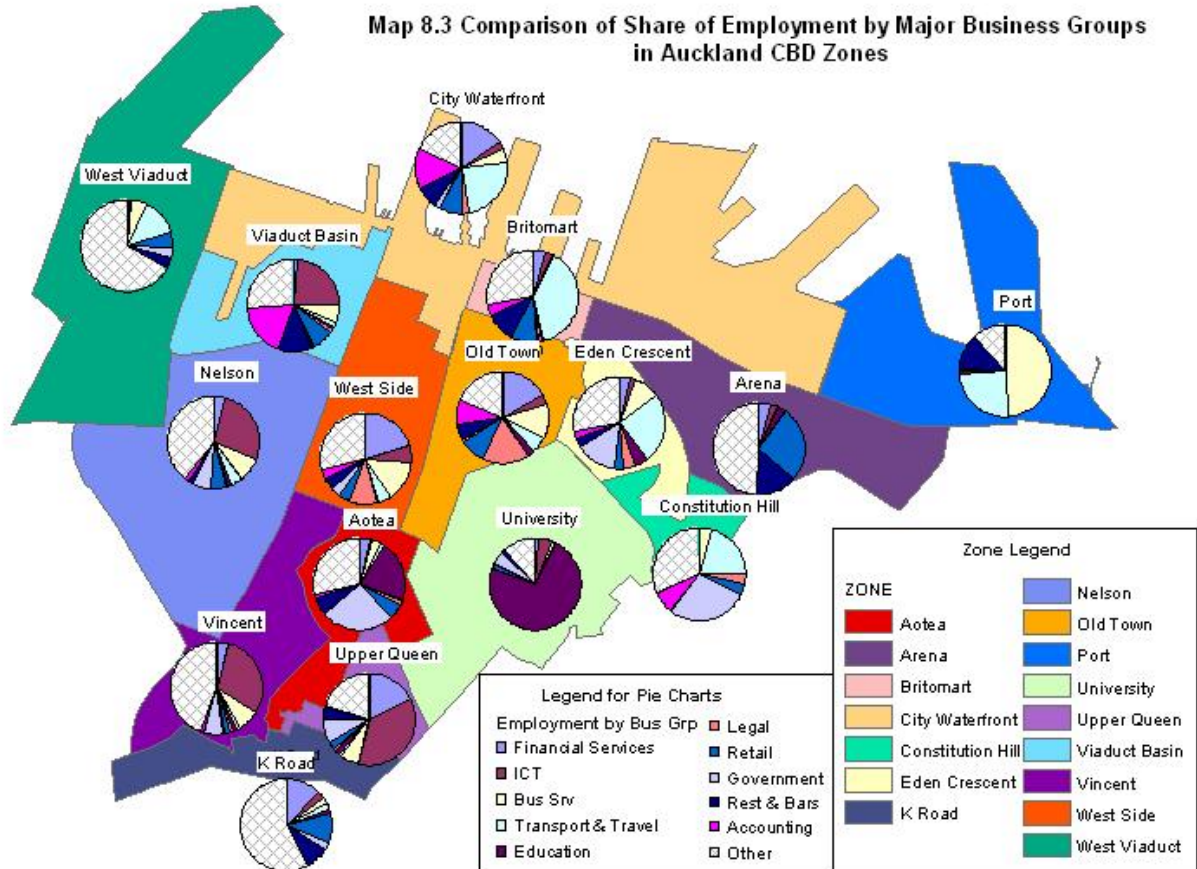 Map 8.3 Comparison of Share of Employment by Major Business Groups
in Auckland CBD Zones
City Waterfront
West Viaduct
Viaduct Basin
Britomart
Port
Nelson
West Side
Old Town
Eden Crescent
Arena
Aotea
University
Constitution Hill
Vincent
Upper Queen
K Road
Legend for Pie Charts
Employment by Bus Grp
Financial Services
ICT
Bus Srv
Transport & Travel
Education
Legal
Retail
Government
Rest & Bars
Accounting
Other
Zone Legend
ZONE
Aotea
Arena
Britomart
City Waterfront
Constitution Hill
Eden Crescent
K Road
Nelson
Old Town
Port
University
Upper Queen
Viaduct Basin
Vincent
West Side
West Viaduct